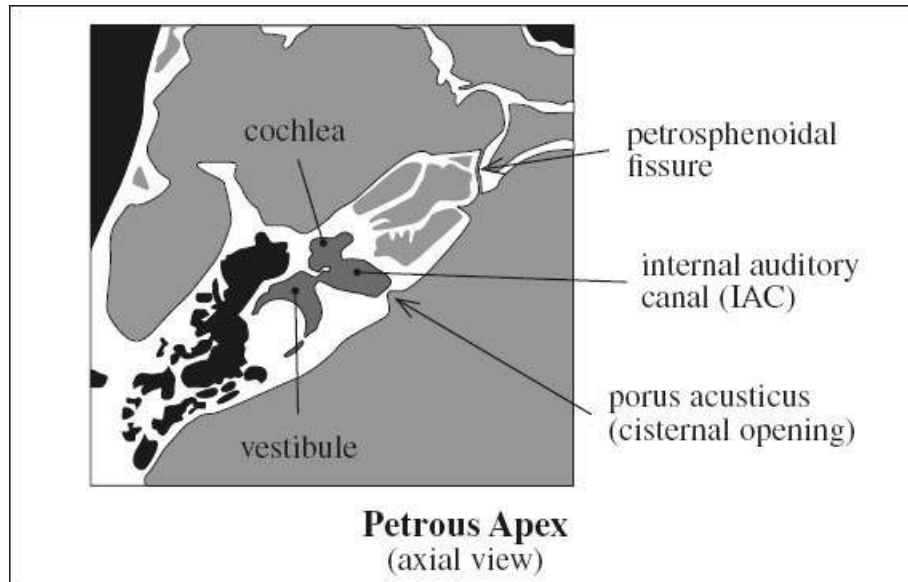 cochlea
petrosphenoidal
fissure
internal auditory
canal (IAC)
porus acusticus
(cisternal opening)
vestibule
Petrous Apex
(axial view)